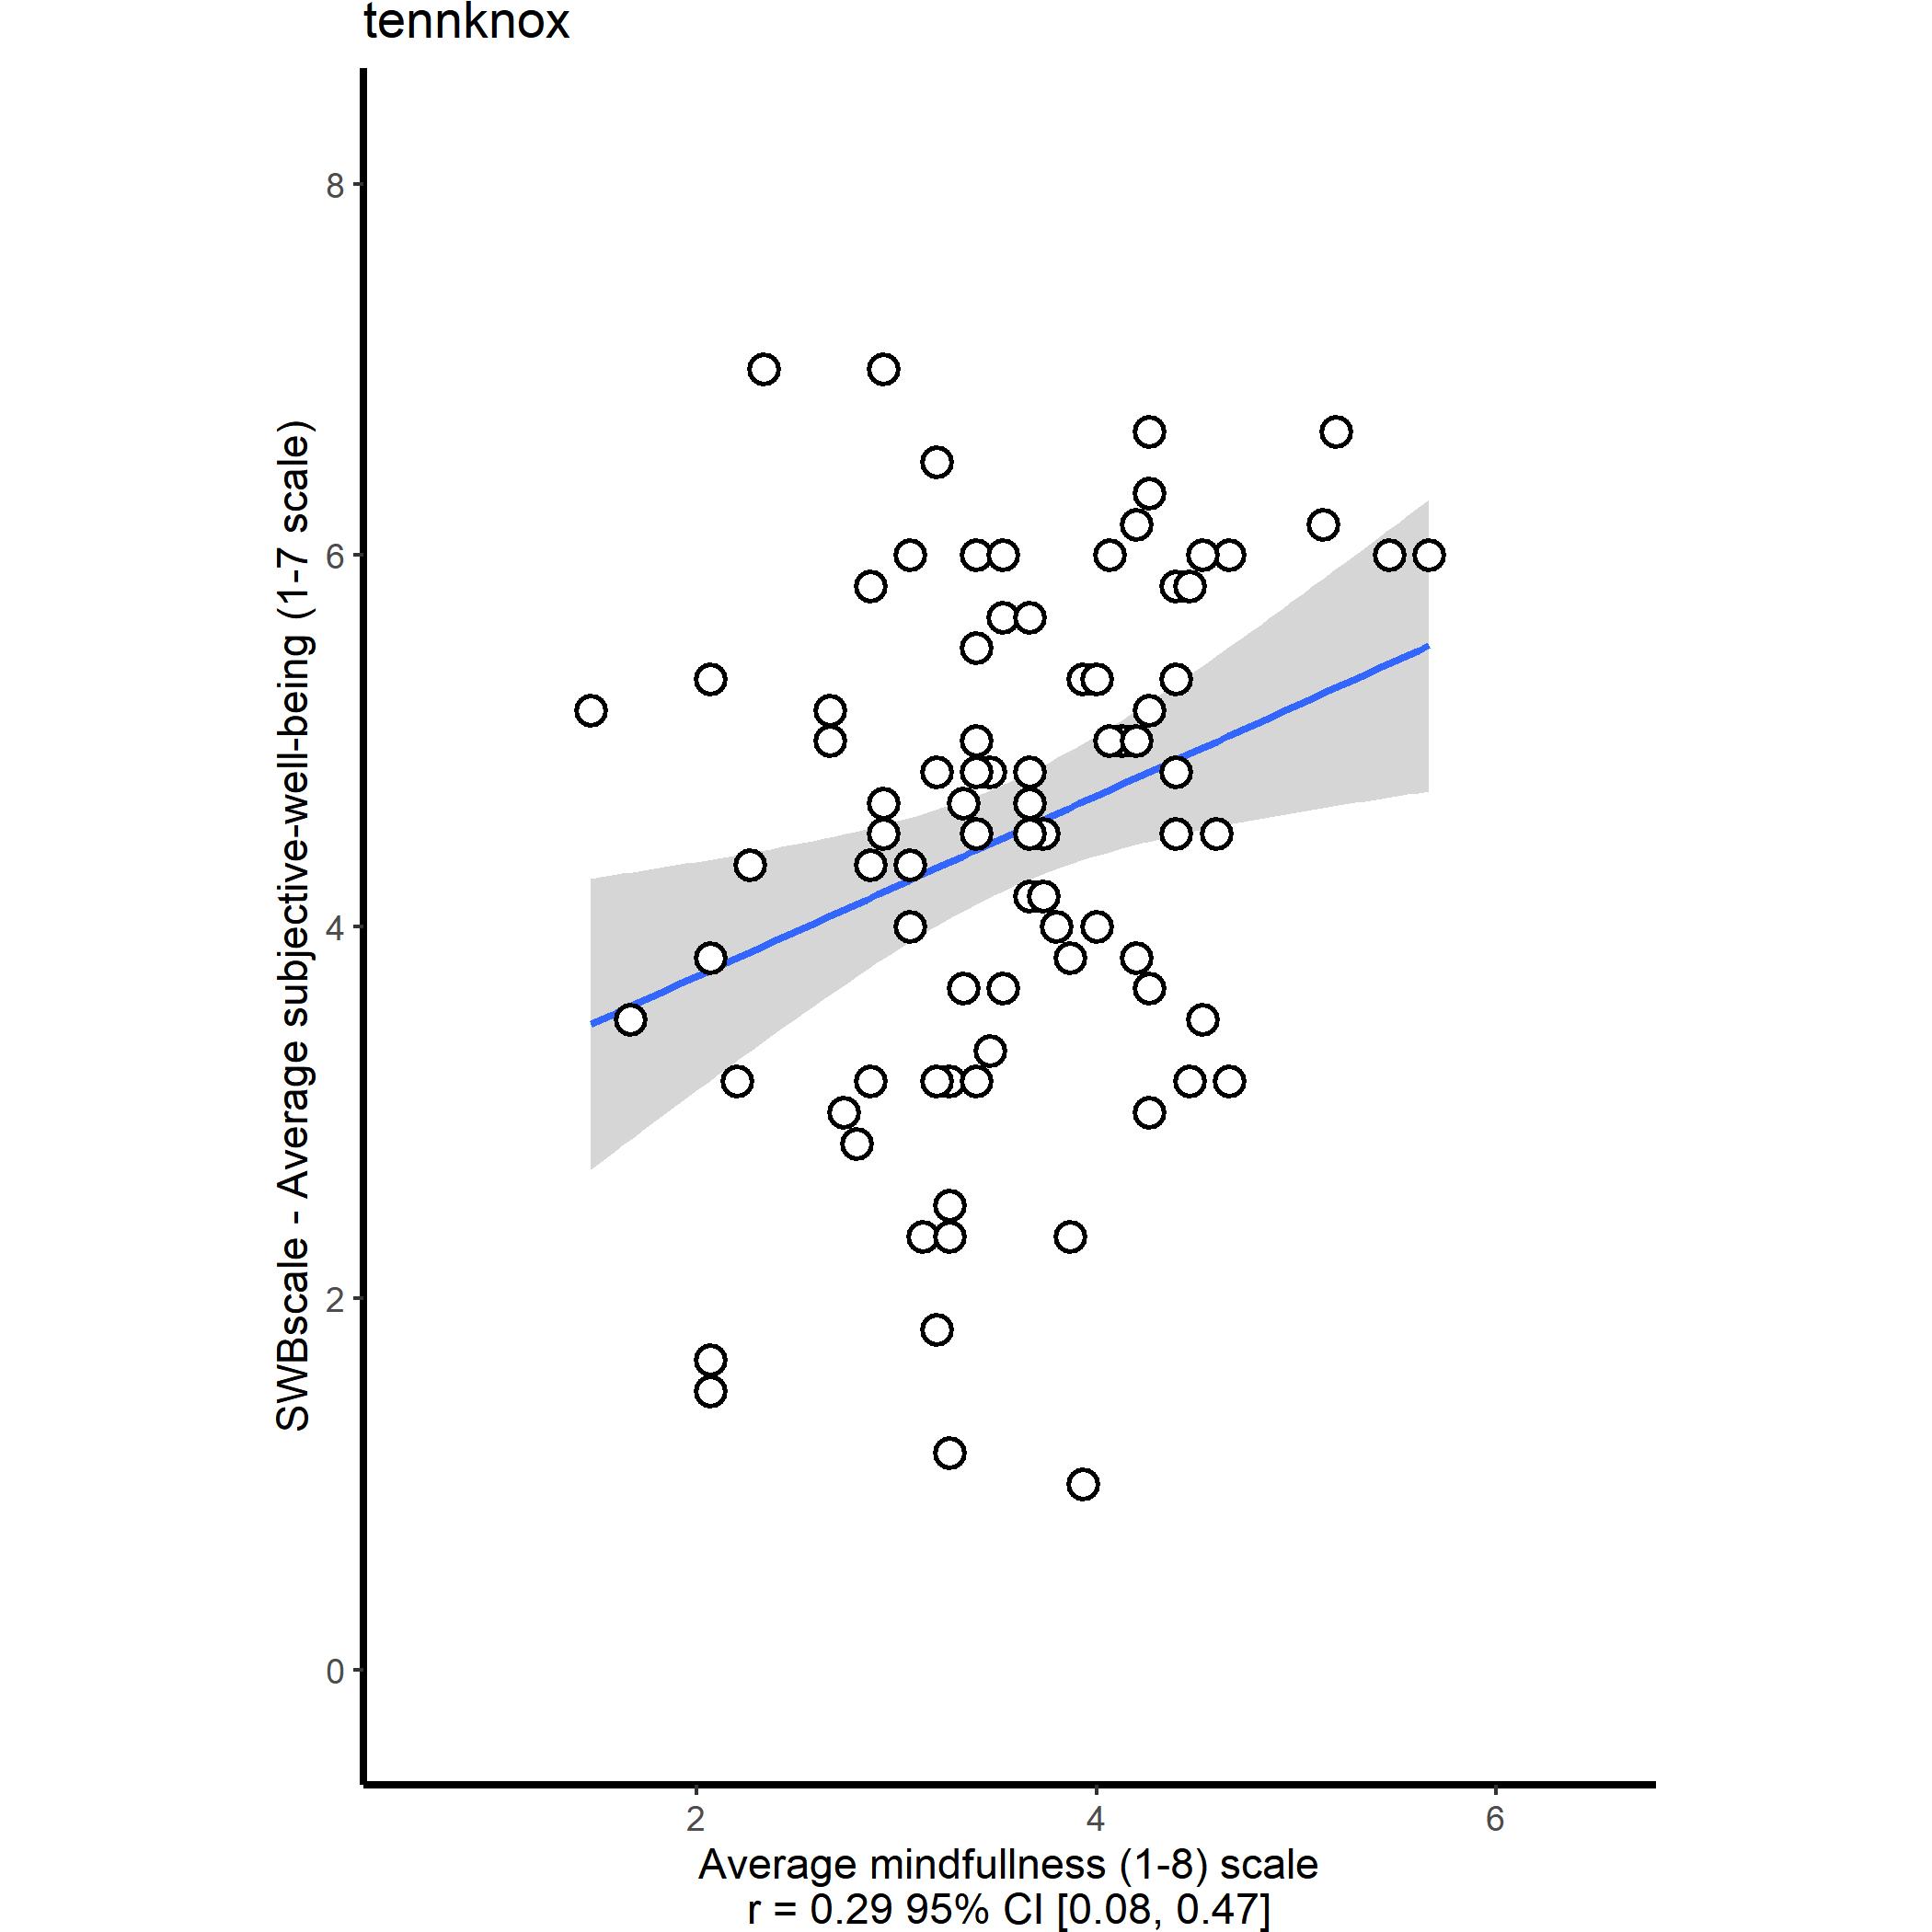 tennknox
SWBscale - Average subjective-well-being (1-7 scale)
8
6
4
2
0
2
4
6
Average mindfullness (1-8) scale
r = 0.29 95% CI [0.08, 0.47]